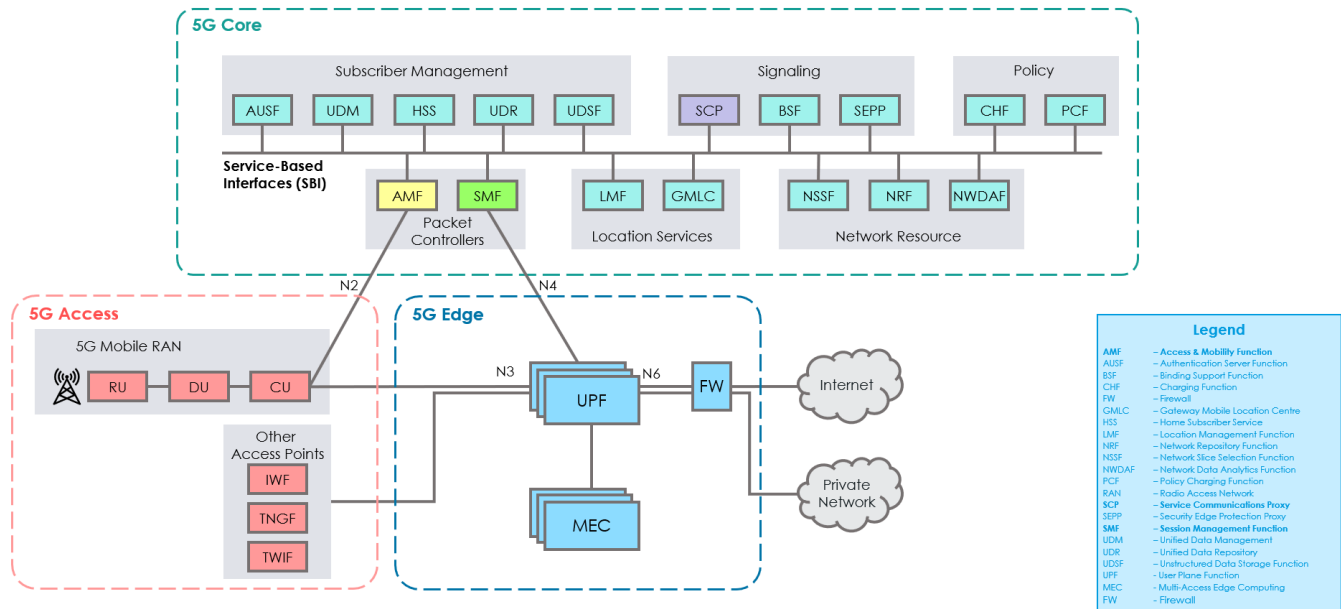 5G Core
Subscriber Management
Signaling
Policy
AUSF
UDM
HSS
UDR
UDSF
SCP
BSF
SEPP
CHF
PCF
Service-Based
Interfaces (SBI)
AMF
SMF
LMF
GMLC
NSSF
NRF
NWDAF
Packet
Controllers
Location Services
Network Resource
N2
N4
5G Access
5G Mobile RAN
RU
DU
CU
Other
Access Points
IWF
TNGF
TWIF
5G Edge
N3
UPF
N6
FW
MEC
Internet
Private
Network
Legend
AMF – Access & Mobility Function
AUSF – Authentication Server Function
BSF – Binding Support Function
CHF – Charging Function
FW – Firewall
GMLC – Gateway Mobile Location Centre
HSS – Home Subscriber Service
LMF – Location Management Function
NRF – Network Repository Function
NSSF – Network Slice Selection Function
NWDAF – Network Data Analytics Function
PCF – Policy Charging Function
RAN – Radio Access Network
SCP – Service Communications Proxy
SEPP – Security Edge Protection Proxy
SMF – Session Management Function
UDM – Unified Data Management
UDR – Unified Data Repository
UDSF – Unstructured Data Storage Function
UPF - User Plane Function
MEC - Multi-Access Edge Computing
FW - Firewall